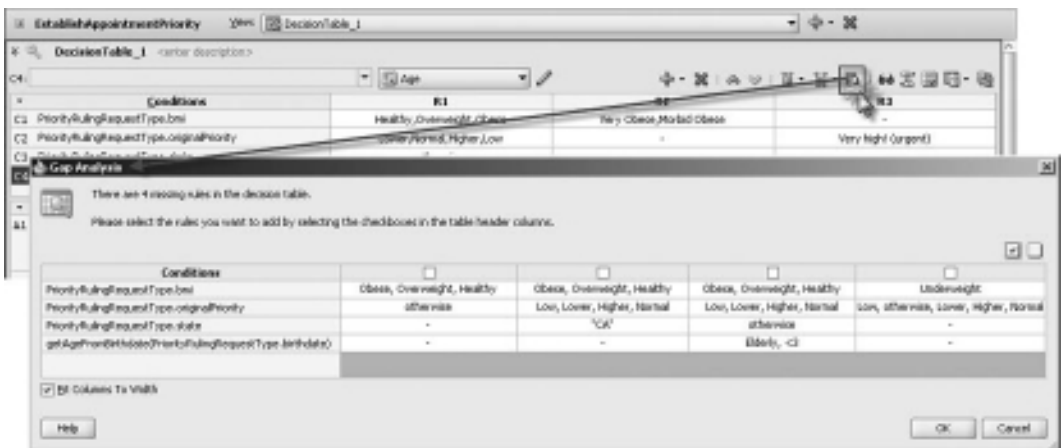 EstablishAppointmentPriority View: DecisionTable_1
DecisionTable_1 <enter description>
C4: Age
Conditions R1 R3
C1 PriorityRulingRequestType.bmi Healthy,Overweight,Obese Very Obese,Morbid Obese -
C2 PriorityRulingRequestType.originalPriority Lower,Normal,Higher,Low - Very high! (urgent)
C3
C4
Gap Analysis
There are 4 missing rules in the decision table.
Please select the rules you want to add by selecting the checkboxes in the table header columns.
A1
Conditions
PriorityRulingRequestType.bmi Obese, Overweight, Healthy Obese, Overweight, Healthy Obese, Overweight, Healthy Underweight
PriorityRulingRequestType.originalPriority otherwise Low, Lower, Higher, Normal Low, Lower, Higher, Normal Low, otherwise, Lower, Higher, Normal
PriorityRulingRequestType.state - "CA" otherwise -
getAgeFromBirthdate(PriorityRulingRequestType.birthdate) - - Elderly, <3 -
Fit Columns To Width
Help OK Cancel